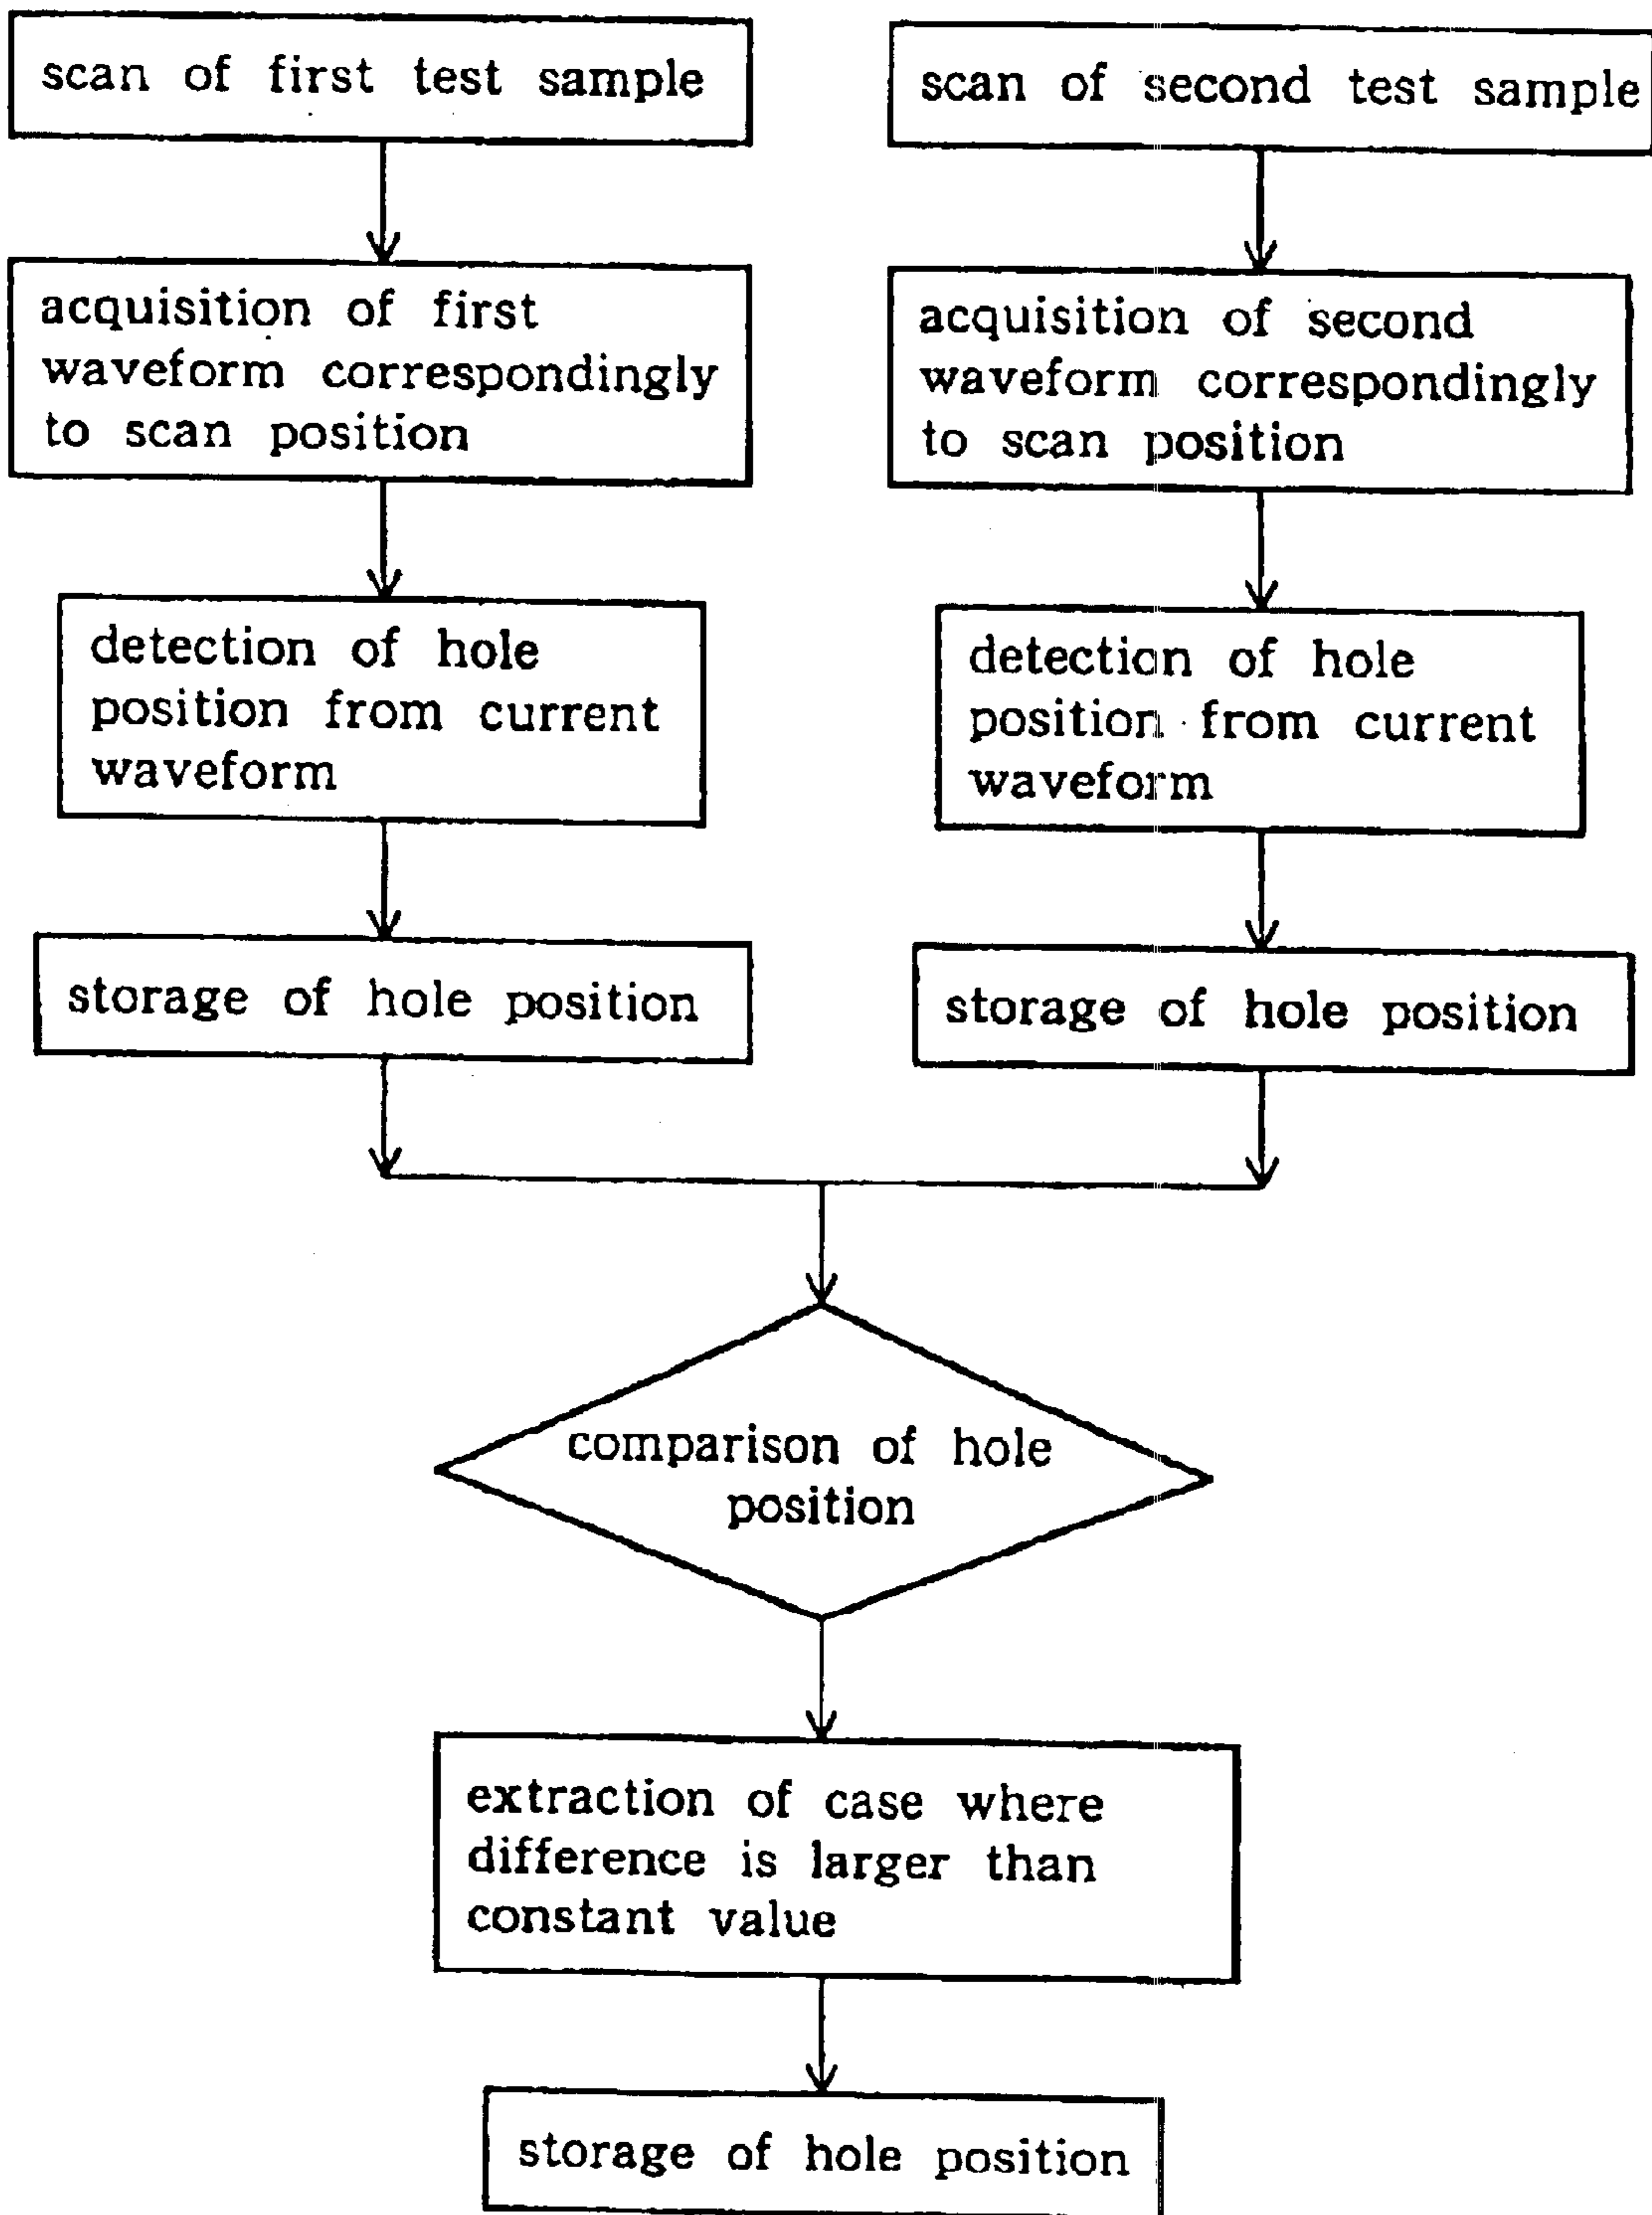 scan of first test sample
acquisition of first
waveform correspondingly
to scan position
detection of hole
position from current
waveform
storage of hole position
scan of second test sample
acquisition of second
waveform correspondingly
to scan position
detection of hole
position from current
waveform
storage of hole position
comparison of hole
position
extraction of case where
difference is larger than
constant value
storage of hole position